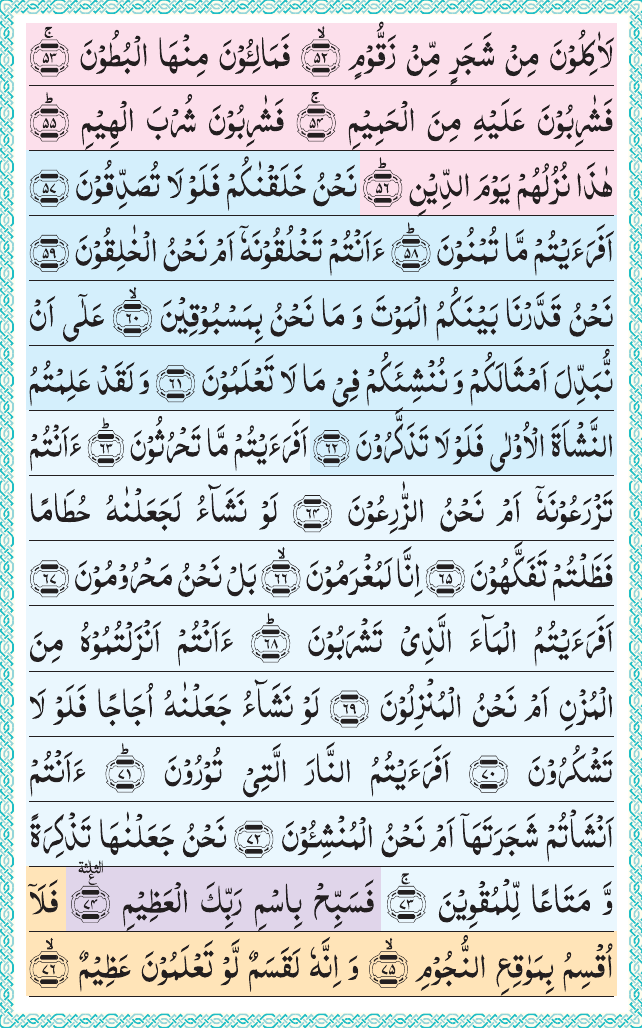 لَاٰكِلُوْنَ مِنْ شَجَرٍ مِّنْ زَقُّوْمٍ ۙ﴿۵۲﴾ فَمَالِـُٔوْنَ مِنْهَا الْبُطُوْنَ ۚ﴿۵۳﴾
فَشٰرِبُوْنَ عَلَيْهِ مِنَ الْحَمِيْمِ ۚ﴿۵۴﴾ فَشٰرِبُوْنَ شُرْبَ الْهِيْمِ ؕ﴿۵۵﴾
هٰذَا نُزُلُهُمْ يَوْمَ الدِّيْنِ ؕ﴿۵۶﴾ نَحْنُ خَلَقْنٰكُمْ فَلَوْ لَا تُصَدِّقُوْنَ ﴿۵۷﴾
اَفَرَءَيْتُمْ مَّا تُمْنُوْنَ ؕ﴿۵۸﴾ ءَاَنْتُمْ تَخْلُقُوْنَهٗۤ اَمْ نَحْنُ الْخٰلِقُوْنَ ﴿۵۹﴾
نَحْنُ قَدَّرْنَا بَيْنَكُمُ الْمَوْتَ وَ مَا نَحْنُ بِمَسْبُوْقِيْنَ ۙ﴿۶۰﴾ عَلٰۤى اَنْ
نُّبَدِّلَ اَمْثَالَكُمْ وَ نُنْشِئَكُمْ فِيْ مَا لَا تَعْلَمُوْنَ ﴿۶۱﴾ وَ لَقَدْ عَلِمْتُمُ
النَّشْاَةَ الْاُوْلٰى فَلَوْ لَا تَذَكَّرُوْنَ ﴿۶۲﴾ اَفَرَءَيْتُمْ مَّا تَحْرُثُوْنَ ؕ﴿۶۳﴾ ءَاَنْتُمْ
تَزْرَعُوْنَهٗۤ اَمْ نَحْنُ الزّٰرِعُوْنَ ﴿۶۴﴾ لَوْ نَشَآءُ لَجَعَلْنٰهُ حُطَامًا
فَظَلْتُمْ تَفَكَّهُوْنَ ﴿۶۵﴾ اِنَّا لَمُغْرَمُوْنَ ۙ﴿۶۶﴾ بَلْ نَحْنُ مَحْرُوْمُوْنَ ﴿۶۷﴾
اَفَرَءَيْتُمُ الْمَآءَ الَّذِيْ تَشْرَبُوْنَ ؕ﴿۶۸﴾ ءَاَنْتُمْ اَنْزَلْتُمُوْهُ مِنَ
الْمُزْنِ اَمْ نَحْنُ الْمُنْزِلُوْنَ ﴿۶۹﴾ لَوْ نَشَآءُ جَعَلْنٰهُ اُجَاجًا فَلَوْ لَا
تَشْكُرُوْنَ ﴿۷۰﴾ اَفَرَءَيْتُمُ النَّارَ الَّتِيْ تُوْرُوْنَ ؕ﴿۷۱﴾ ءَاَنْتُمْ
اَنْشَاْتُمْ شَجَرَتَهَاۤ اَمْ نَحْنُ الْمُنْشِـُٔوْنَ ﴿۷۲﴾ نَحْنُ جَعَلْنٰهَا تَذْكِرَةً
وَّ مَتَاعًا لِّلْمُقْوِيْنَ ۚ﴿۷۳﴾ فَسَبِّحْ بِاسْمِ رَبِّكَ الْعَظِيْمِ ﴿۷۴﴾ ع الثلثة فَلَاۤ
اُقْسِمُ بِمَوٰقِعِ النُّجُوْمِ ۙ﴿۷۵﴾ وَ اِنَّهٗ لَقَسَمٌ لَّوْ تَعْلَمُوْنَ عَظِيْمٌ ۙ﴿۷۶﴾